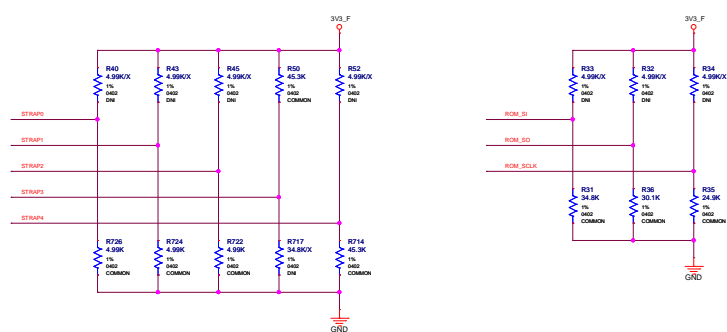 3V3_F
3V3_F
R40
4.99K/X
1%
0402
DNI
R43
4.99K/X
1%
0402
DNI
R45
4.99K/X
1%
0402
DNI
R50
45.3K
1%
0402
COMMON
R52
4.99K/X
1%
0402
DNI
R33
4.99K/X
1%
0402
DNI
R32
4.99K/X
1%
0402
DNI
R34
4.99K/X
1%
0402
DNI
STRAP0
STRAP1
STRAP2
STRAP3
STRAP4
ROM_SI
ROM_SO
ROM_SCLK
R31
34.8K
1%
0402
COMMON
R36
30.1K
1%
0402
COMMON
R35
24.9K
1%
0402
COMMON
R726
4.99K
1%
0402
COMMON
R724
4.99K
1%
0402
COMMON
R722
4.99K
1%
0402
COMMON
R717
34.8K/X
1%
0402
DNI
R714
45.3K
1%
0402
COMMON
GND
GND